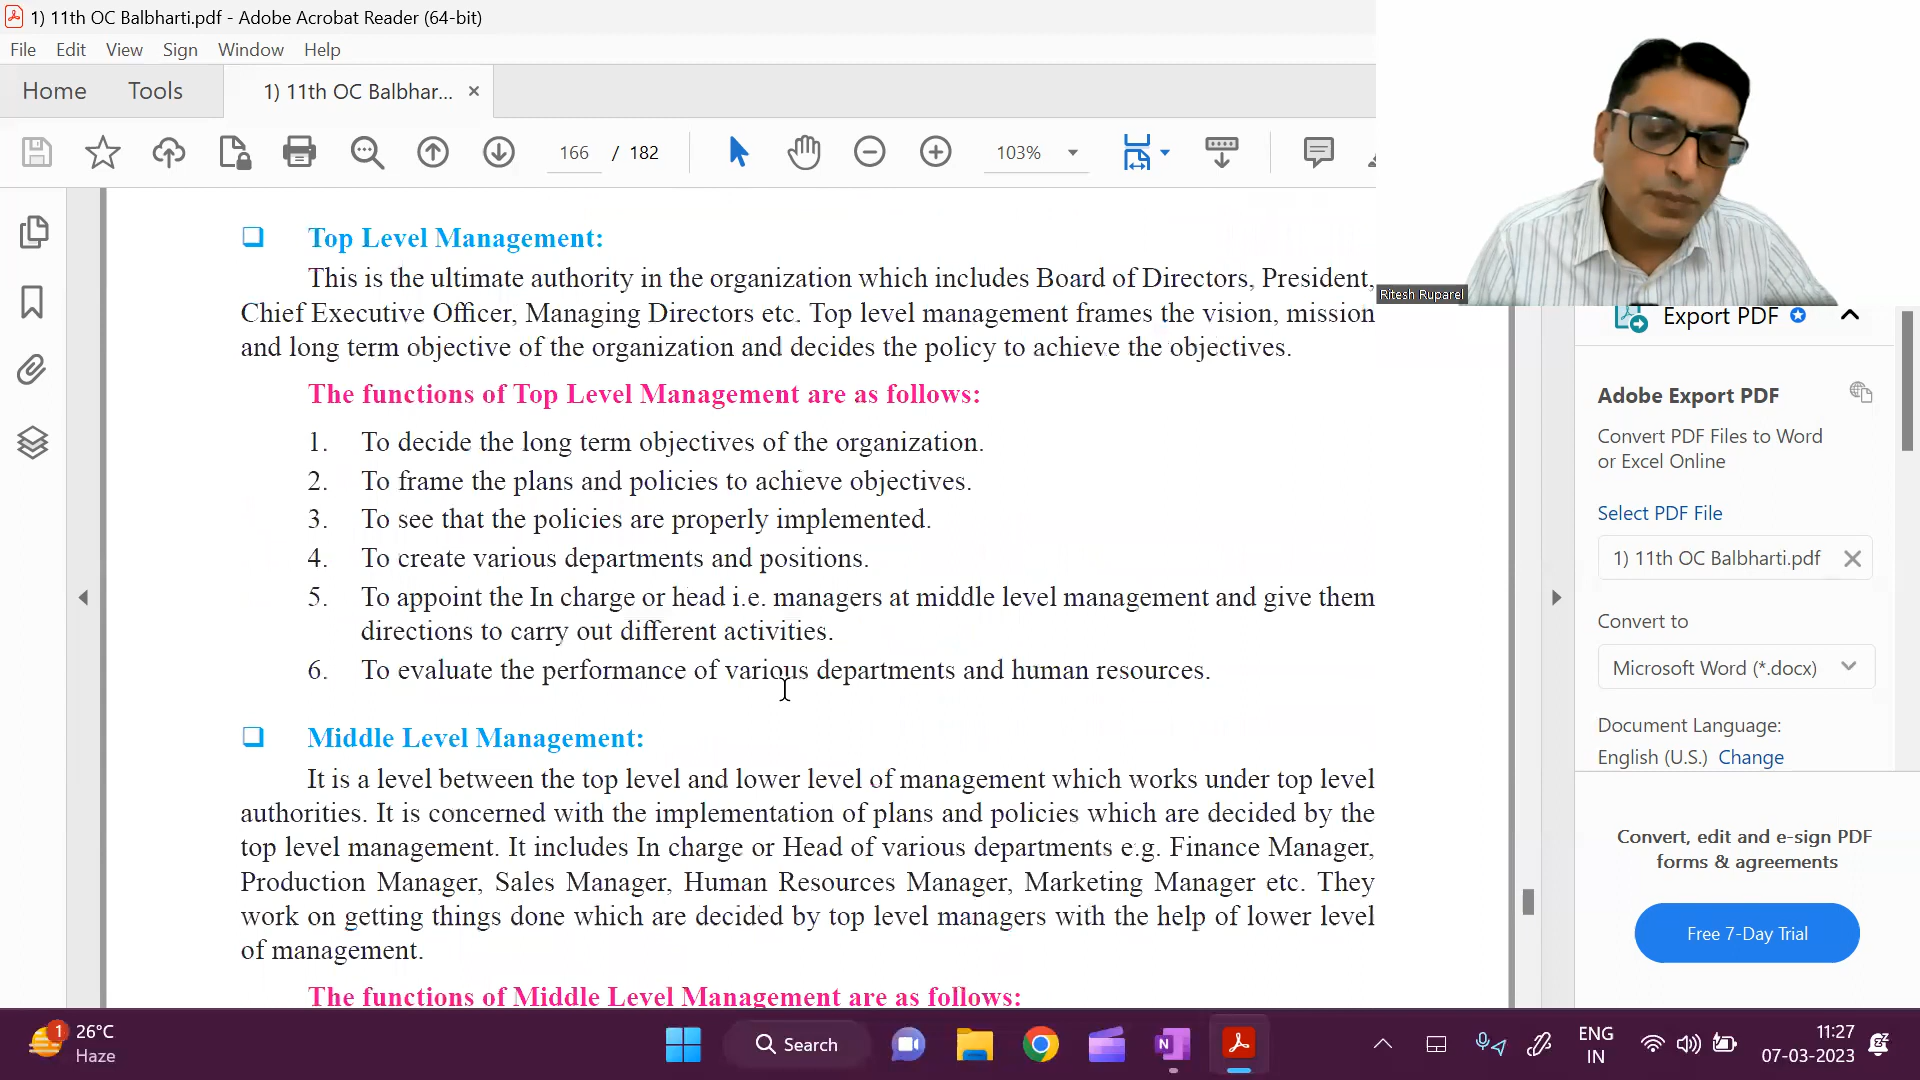 1) 11th OC Balbharti.pdf - Adobe Acrobat Reader (64-bit)
File Edit View Sign Window Help
Home Tools 1) 11th OC Balbhar... ×
166 / 182 103%
Ritesh Ruparel
❑ Top Level Management:
This is the ultimate authority in the organization which includes Board of Directors, President,
Chief Executive Officer, Managing Directors etc. Top level management frames the vision, mission
and long term objective of the organization and decides the policy to achieve the objectives.
The functions of Top Level Management are as follows:
1. To decide the long term objectives of the organization.
2. To frame the plans and policies to achieve objectives.
3. To see that the policies are properly implemented.
4. To create various departments and positions.
5. To appoint the In charge or head i.e. managers at middle level management and give them
directions to carry out different activities.
6. To evaluate the performance of various departments and human resources.
❑ Middle Level Management:
It is a level between the top level and lower level of management which works under top level
authorities. It is concerned with the implementation of plans and policies which are decided by the
top level management. It includes In charge or Head of various departments e.g. Finance Manager,
Production Manager, Sales Manager, Human Resources Manager, Marketing Manager etc. They
work on getting things done which are decided by top level managers with the help of lower level
of management.
The functions of Middle Level Management are as follows:
Export PDF
Adobe Export PDF
Convert PDF Files to Word
or Excel Online
Select PDF File
1) 11th OC Balbharti.pdf
Convert to
Microsoft Word (*.docx)
Document Language:
English (U.S.) Change
Convert, edit and e-sign PDF
forms & agreements
Free 7-Day Trial
1
26°C
Haze
Search
N
ENG
IN
11:27
07-03-2023